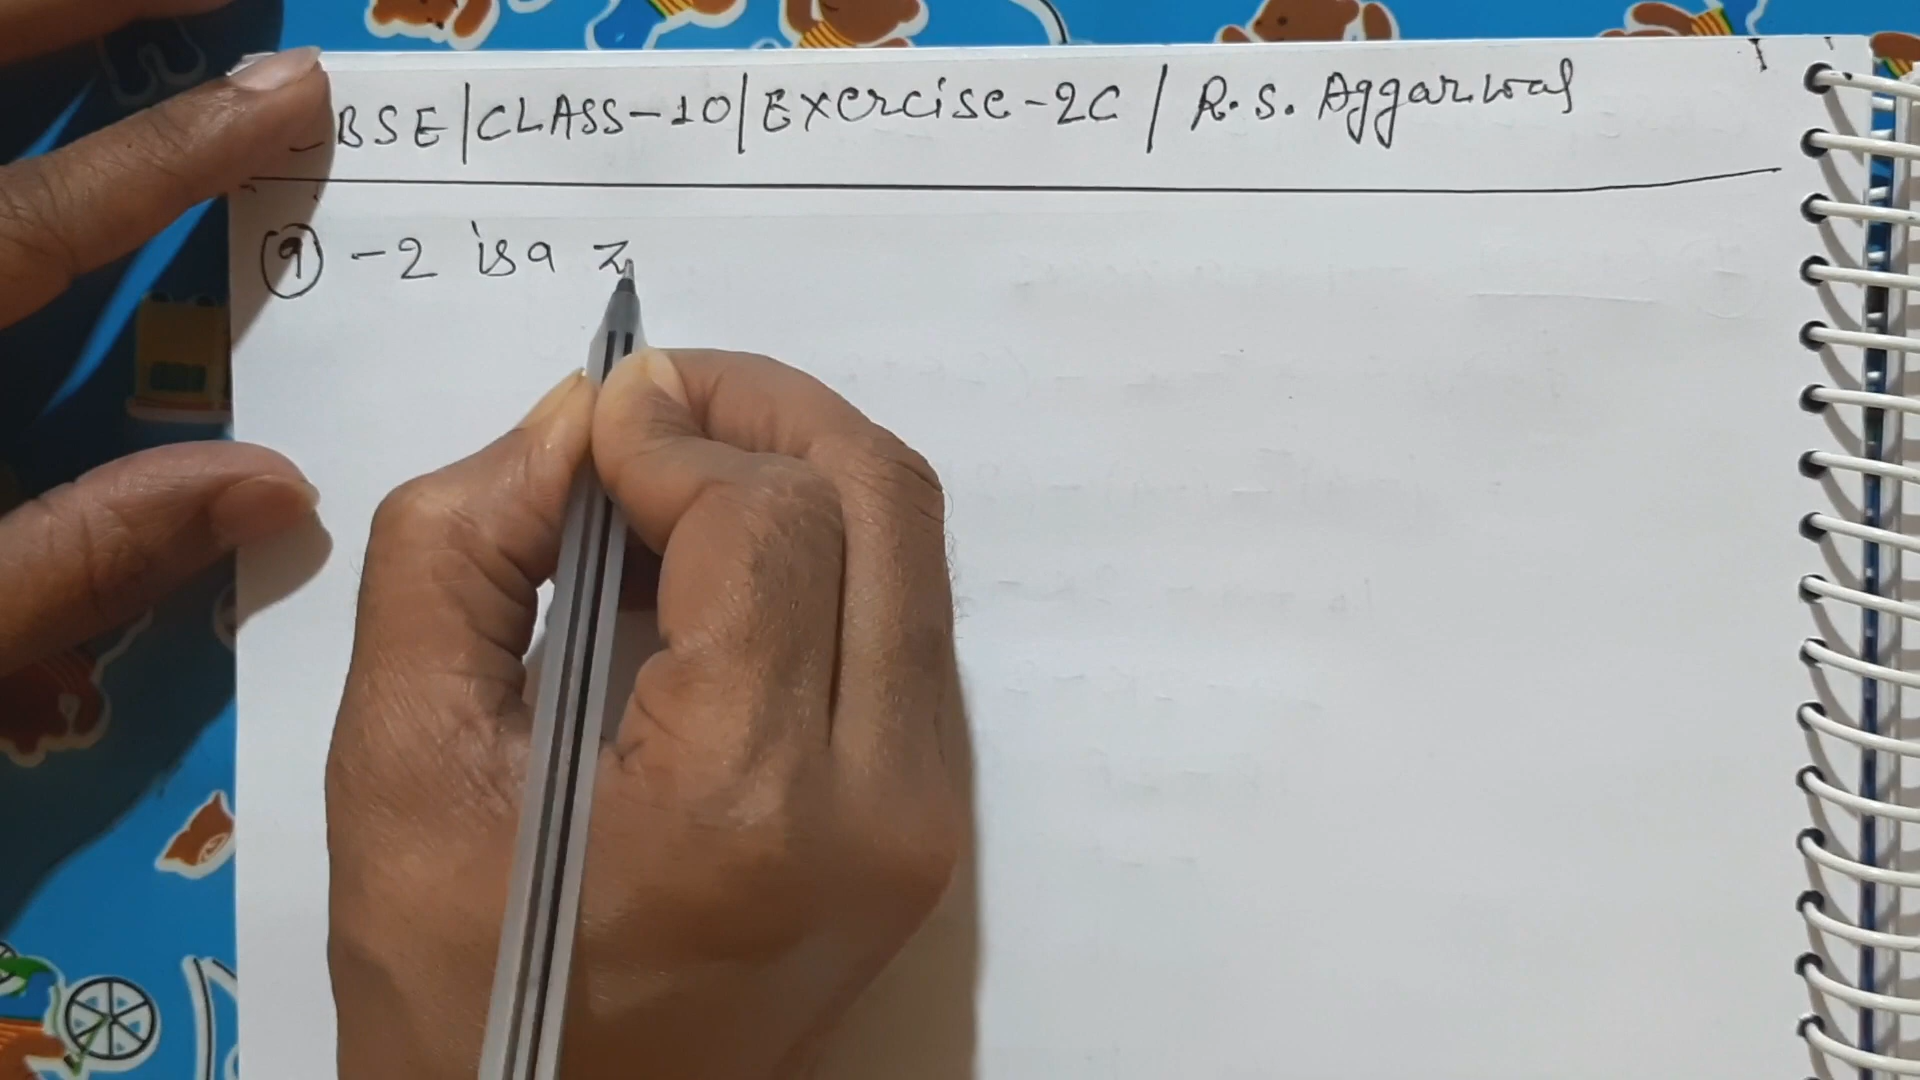 BSE/CLASS-10/Exercise-2C/R.S. Aggarwal
9 -2 is a z